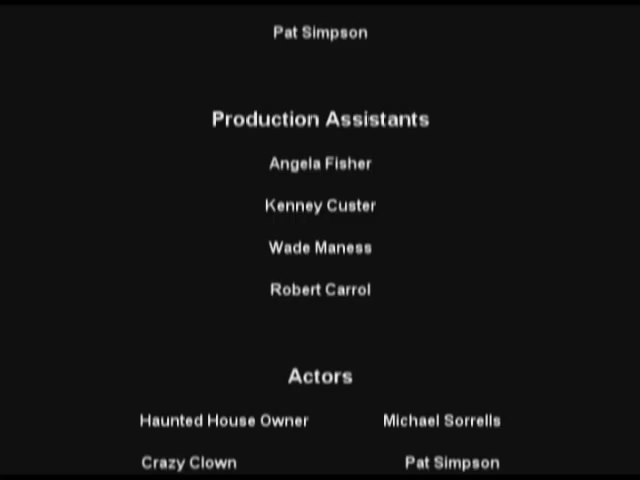 Pat Simpson
Production Assistants
Angela Fisher
Kenney Custer
Wade Maness
Robert Carrol
Actors
Haunted House Owner Michael Sorrells
Crazy Clown Pat Simpson